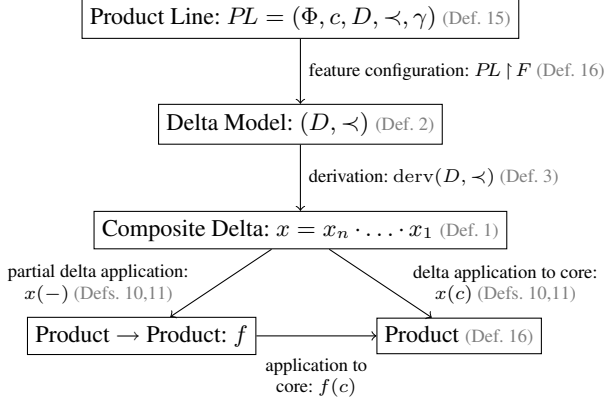 Product Line: PL = (Φ, c, D, ≺, γ) (Def. 15)
feature configuration: PL ↾ F (Def. 16)
Delta Model: (D, ≺) (Def. 2)
derivation: derv(D, ≺) (Def. 3)
Composite Delta: x = xₙ · . . . · x₁ (Def. 1)
partial delta application:
x(−) (Defs. 10,11)
delta application to core:
x(c) (Defs. 10,11)
Product → Product: f
Product (Def. 16)
application to
core: f(c)